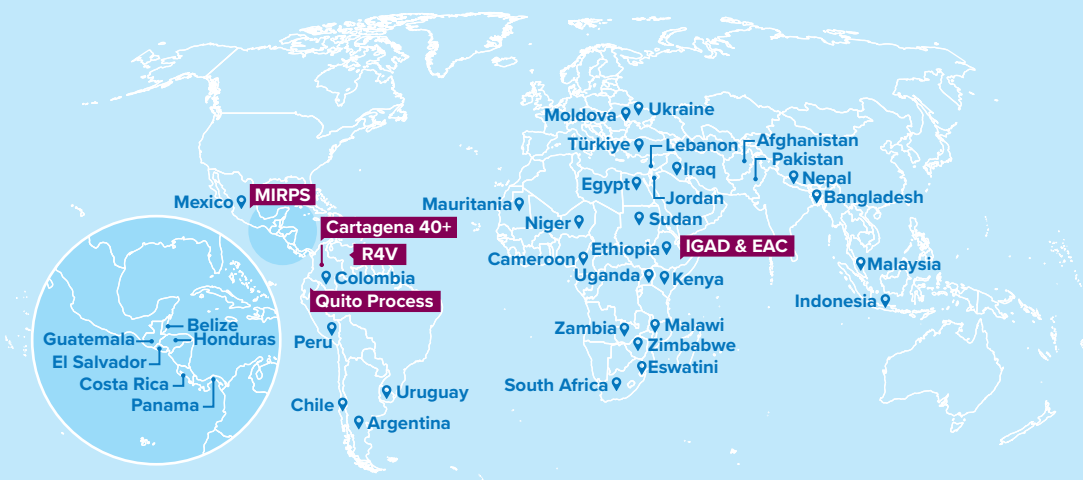 Ukraine
Moldova
Türkiye
Lebanon
Afghanistan
Pakistan
Iraq
Nepal
Egypt
Jordan
Bangladesh
Mexico
MIRPS
Mauritania
Niger
Sudan
Cartagena 40+
R4V
Ethiopia
IGAD & EAC
Cameroon
Uganda
Kenya
Malaysia
Colombia
Quito Process
Indonesia
Peru
Zambia
Malawi
Zimbabwe
Eswatini
South Africa
Belize
Guatemala
Honduras
El Salvador
Costa Rica
Panama
Uruguay
Chile
Argentina